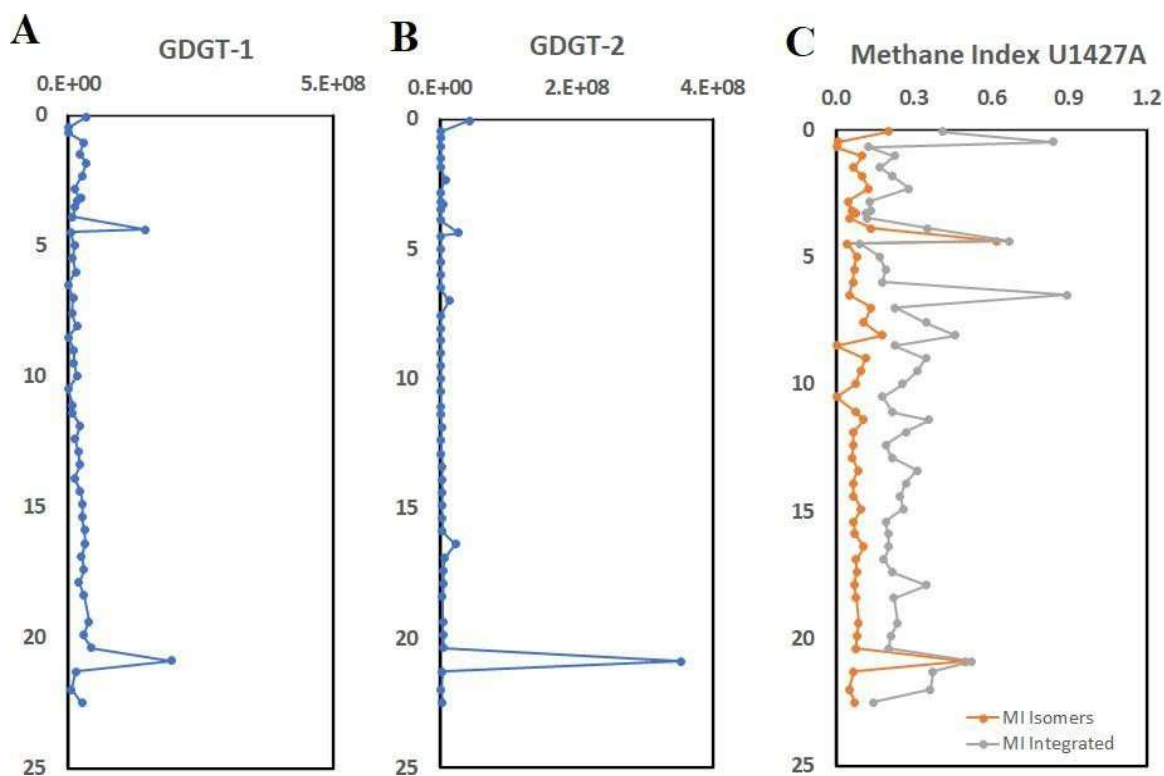 A
GDGT-1
0.E+00 5.E+08
0
5
10
15
20
25
B
GDGT-2
0.E+00 2.E+08 4.E+08
0
5
10
15
20
25
C
Methane Index U1427A
0.0 0.3 0.6 0.9 1.2
0
5
10
15
20
25
MI Isomers
MI Integrated